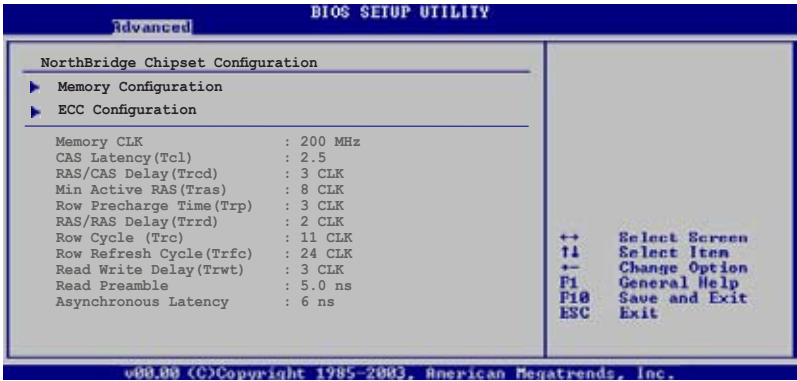 BIOS SETUP UTILITY
Advanced
NorthBridge Chipset Configuration
Memory Configuration
ECC Configuration
Memory CLK : 200 MHz
CAS Latency(Tcl) : 2.5
RAS/CAS Delay(Trcd) : 3 CLK
Min Active RAS(Tras) : 8 CLK
Row Precharge Time(Trp) : 3 CLK
RAS/RAS Delay(Trrd) : 2 CLK
Row Cycle (Trc) : 11 CLK
Row Refresh Cycle(Trfc) : 24 CLK
Read Write Delay(Trwt) : 3 CLK
Read Preamble : 5.0 ns
Asynchronous Latency : 6 ns
←→ Select Screen
↑↓ Select Item
+- Change Option
F1 General Help
F10 Save and Exit
ESC Exit
v00.00 (C)Copyright 1985-2003, American Megatrends, Inc.